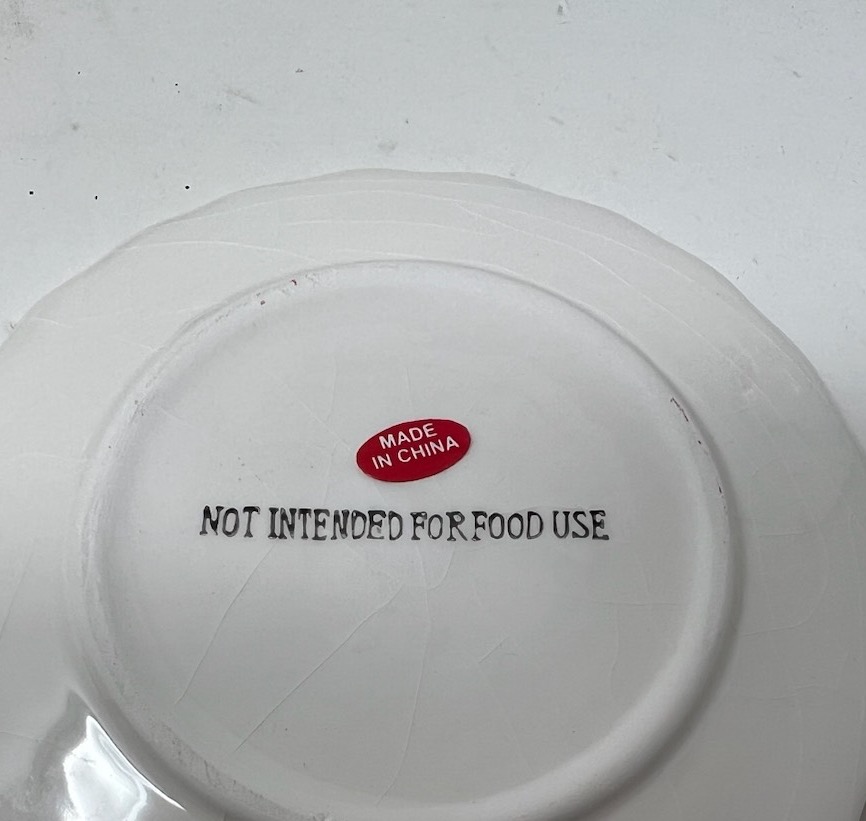 MADE
IN CHINA
NOT INTENDED FOR FOOD USE